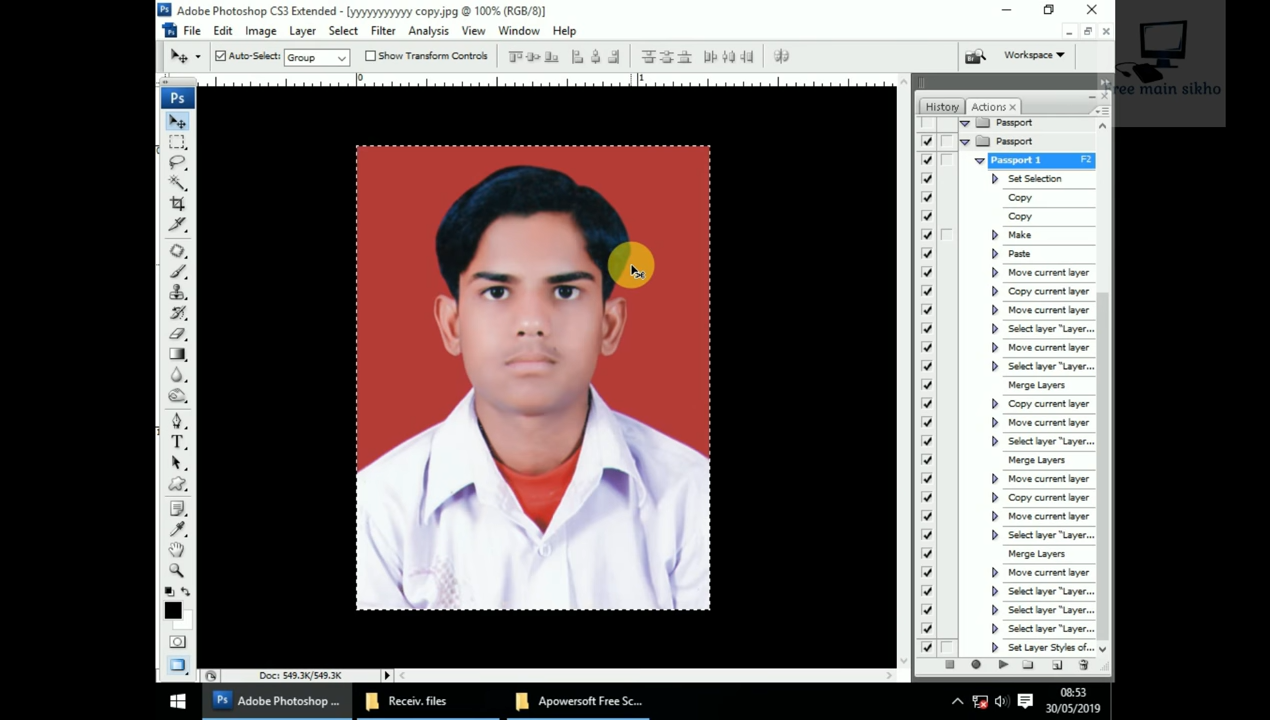 Adobe Photoshop CS3 Extended - [yyyyyyyyyyy copy.jpg @ 100% (RGB/8)]
File Edit Image Layer Select Filter Analysis View Window Help
Auto-Select: Group Show Transform Controls Workspace
0 1
Ps
History Actions
Passport
Passport
Passport 1 F2
Set Selection
Copy
Copy
Make
Paste
Move current layer
Copy current layer
Move current layer
Select layer "Layer...
Move current layer
Select layer "Layer...
Merge Layers
Copy current layer
Move current layer
Select layer "Layer...
Merge Layers
Move current layer
Copy current layer
Move current layer
Select layer "Layer...
Merge Layers
Move current layer
Select layer "Layer...
Select layer "Layer...
Select layer "Layer...
Set Layer Styles of...
T
Doc: 549.3K/549.3K
Ps Adobe Photoshop ... Receiv. files Apowersoft Free Sc... 08:53
30/05/2019
ree main sikho